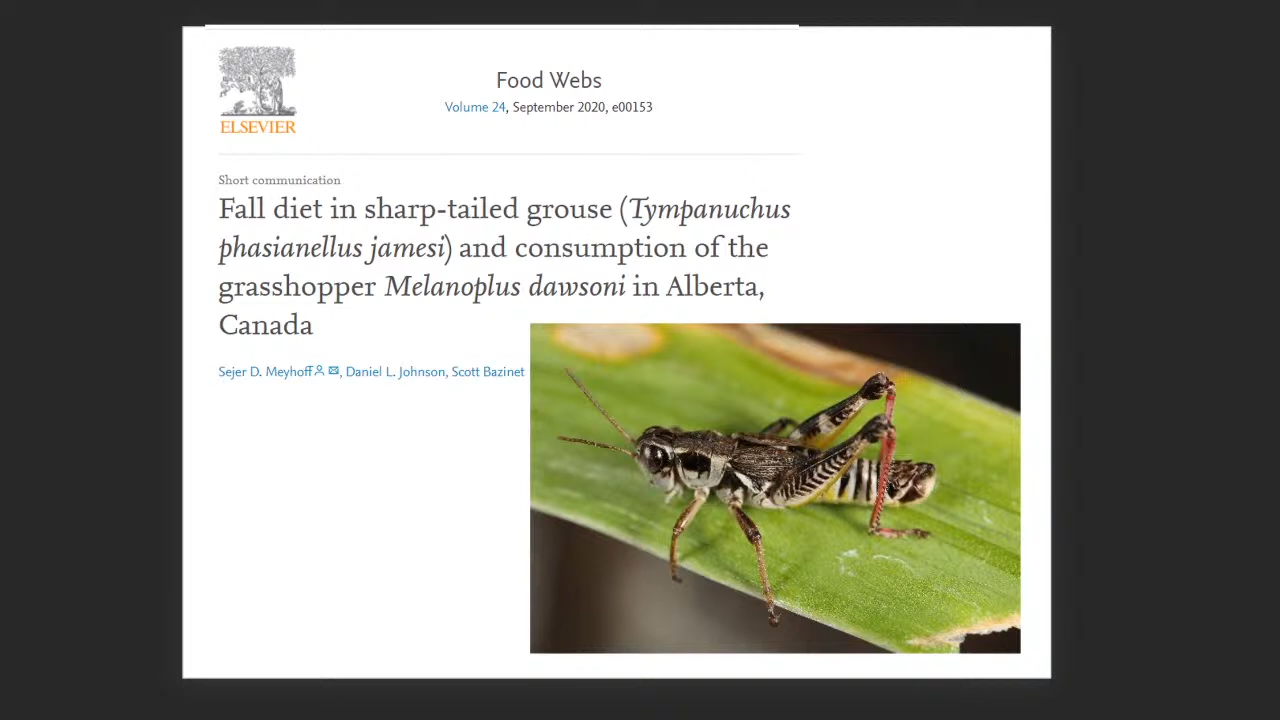 ELSEVIER
Food Webs
Volume 24, September 2020, e00153
Short communication
Fall diet in sharp-tailed grouse (Tympanuchus
phasianellus jamesi) and consumption of the
grasshopper Melanoplus dawsoni in Alberta,
Canada
Sejer D. Meyhoff, Daniel L. Johnson, Scott Bazinet